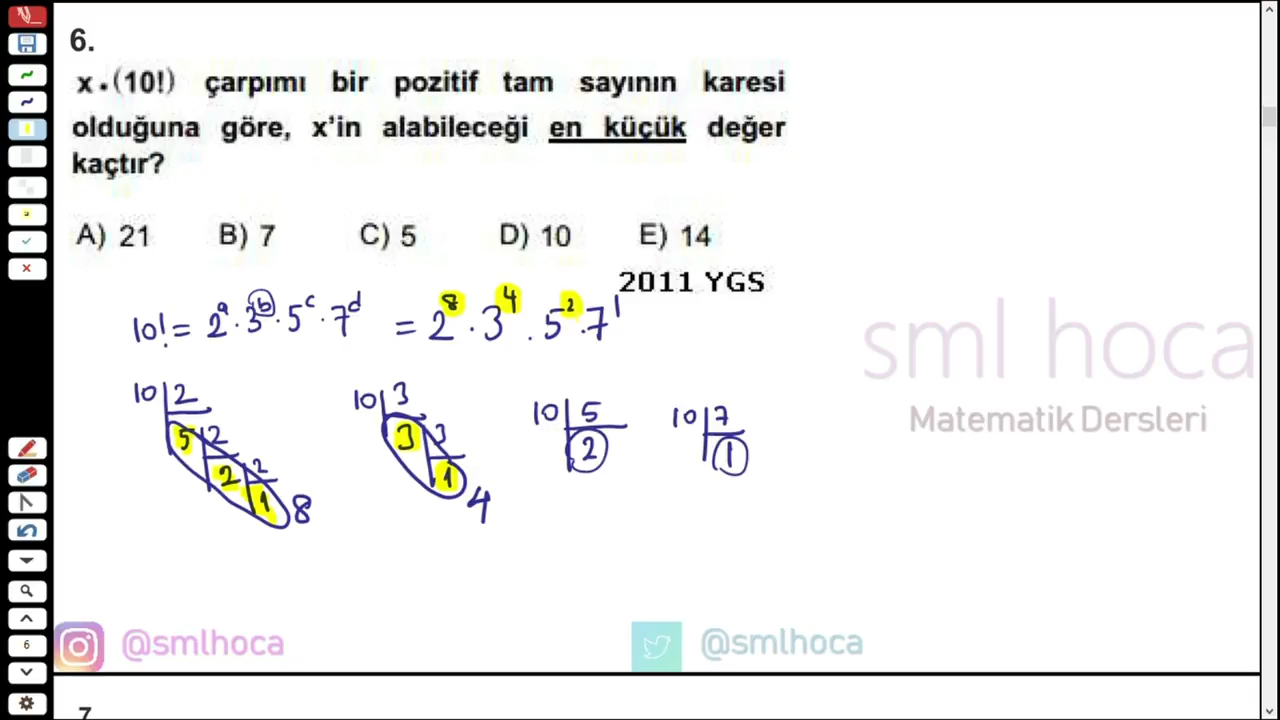 6.
x.(10!) çarpımı bir pozitif tam sayının karesi
olduğuna göre, x'in alabileceği en küçük değer
kaçtır?
A) 21 B) 7 C) 5 D) 10 E) 14
2011 YGS
10! = 2^a . 3^b . 5^c . 7^d = 2^8 . 3^4 . 5^2 . 7^1
10 2 10 3 10 5 10 7
5 2 3 3 2 1
2 2 1
1 8 4
sml hoca
Matematik Dersleri
@smlhoca @smlhoca
6
7